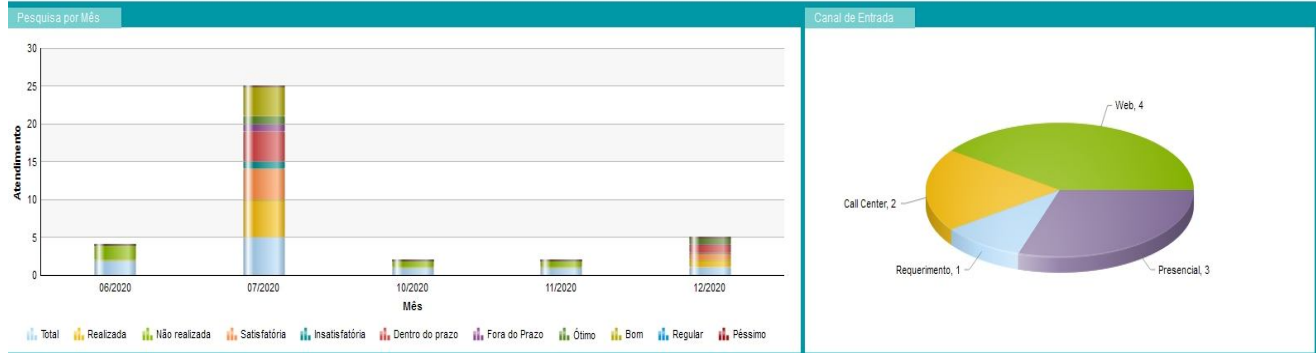 Pesquisa por Mês
Canal de Entrada
30
25
20
15
10
5
0
Atendimento
06/2020 07/2020 10/2020 11/2020 12/2020
Mês
Total Realizada Não realizada Satisfatória Insatisfatória Dentro do prazo Fora do Prazo Ótimo Bom Regular Péssimo
Web, 4
Call Center, 2
Requerimento, 1
Presencial, 3